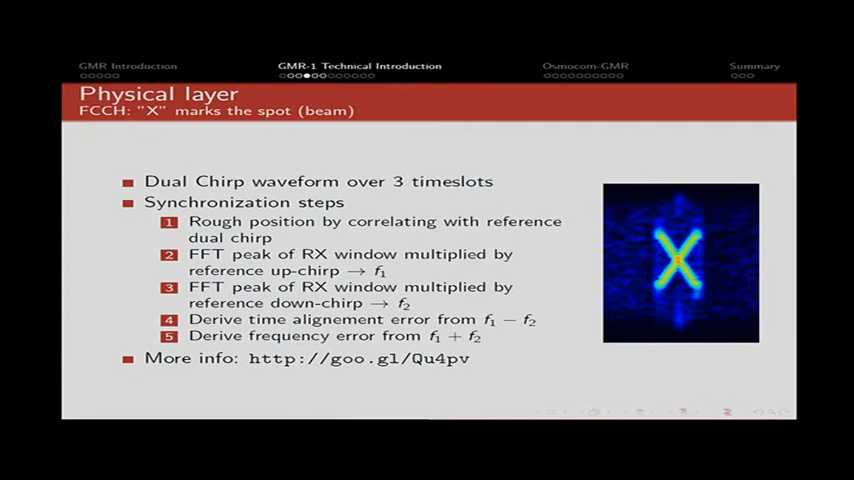 GMR Introduction
GMR-1 Technical Introduction
Osmocom-GMR
Summary
Physical layer
FCCH: "X" marks the spot (beam)
Dual Chirp waveform over 3 timeslots
Synchronization steps
1 Rough position by correlating with reference
dual chirp
2 FFT peak of RX window multiplied by
reference up-chirp → f₁
3 FFT peak of RX window multiplied by
reference down-chirp → f₂
4 Derive time alignement error from f₁ − f₂
5 Derive frequency error from f₁ + f₂
More info: http://goo.gl/Qu4pv